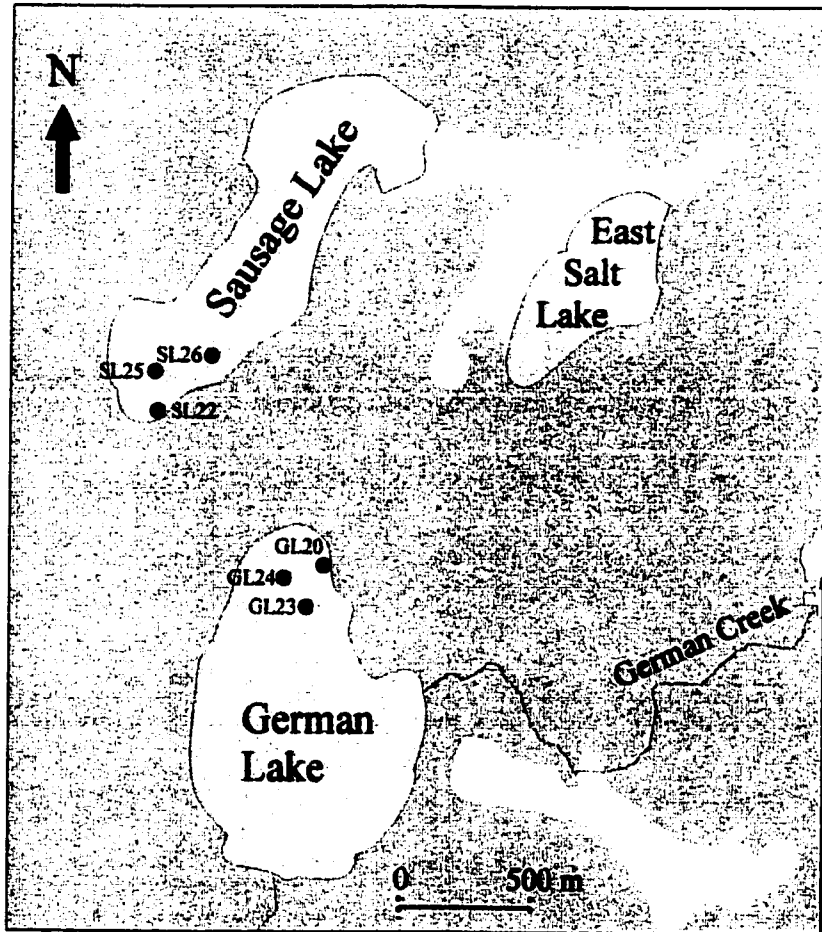 N
Sausage Lake
East
Salt
Lake
SL26
SL25
SL22
GL20
GL24
GL23
German Creek
German
Lake
0 500 m